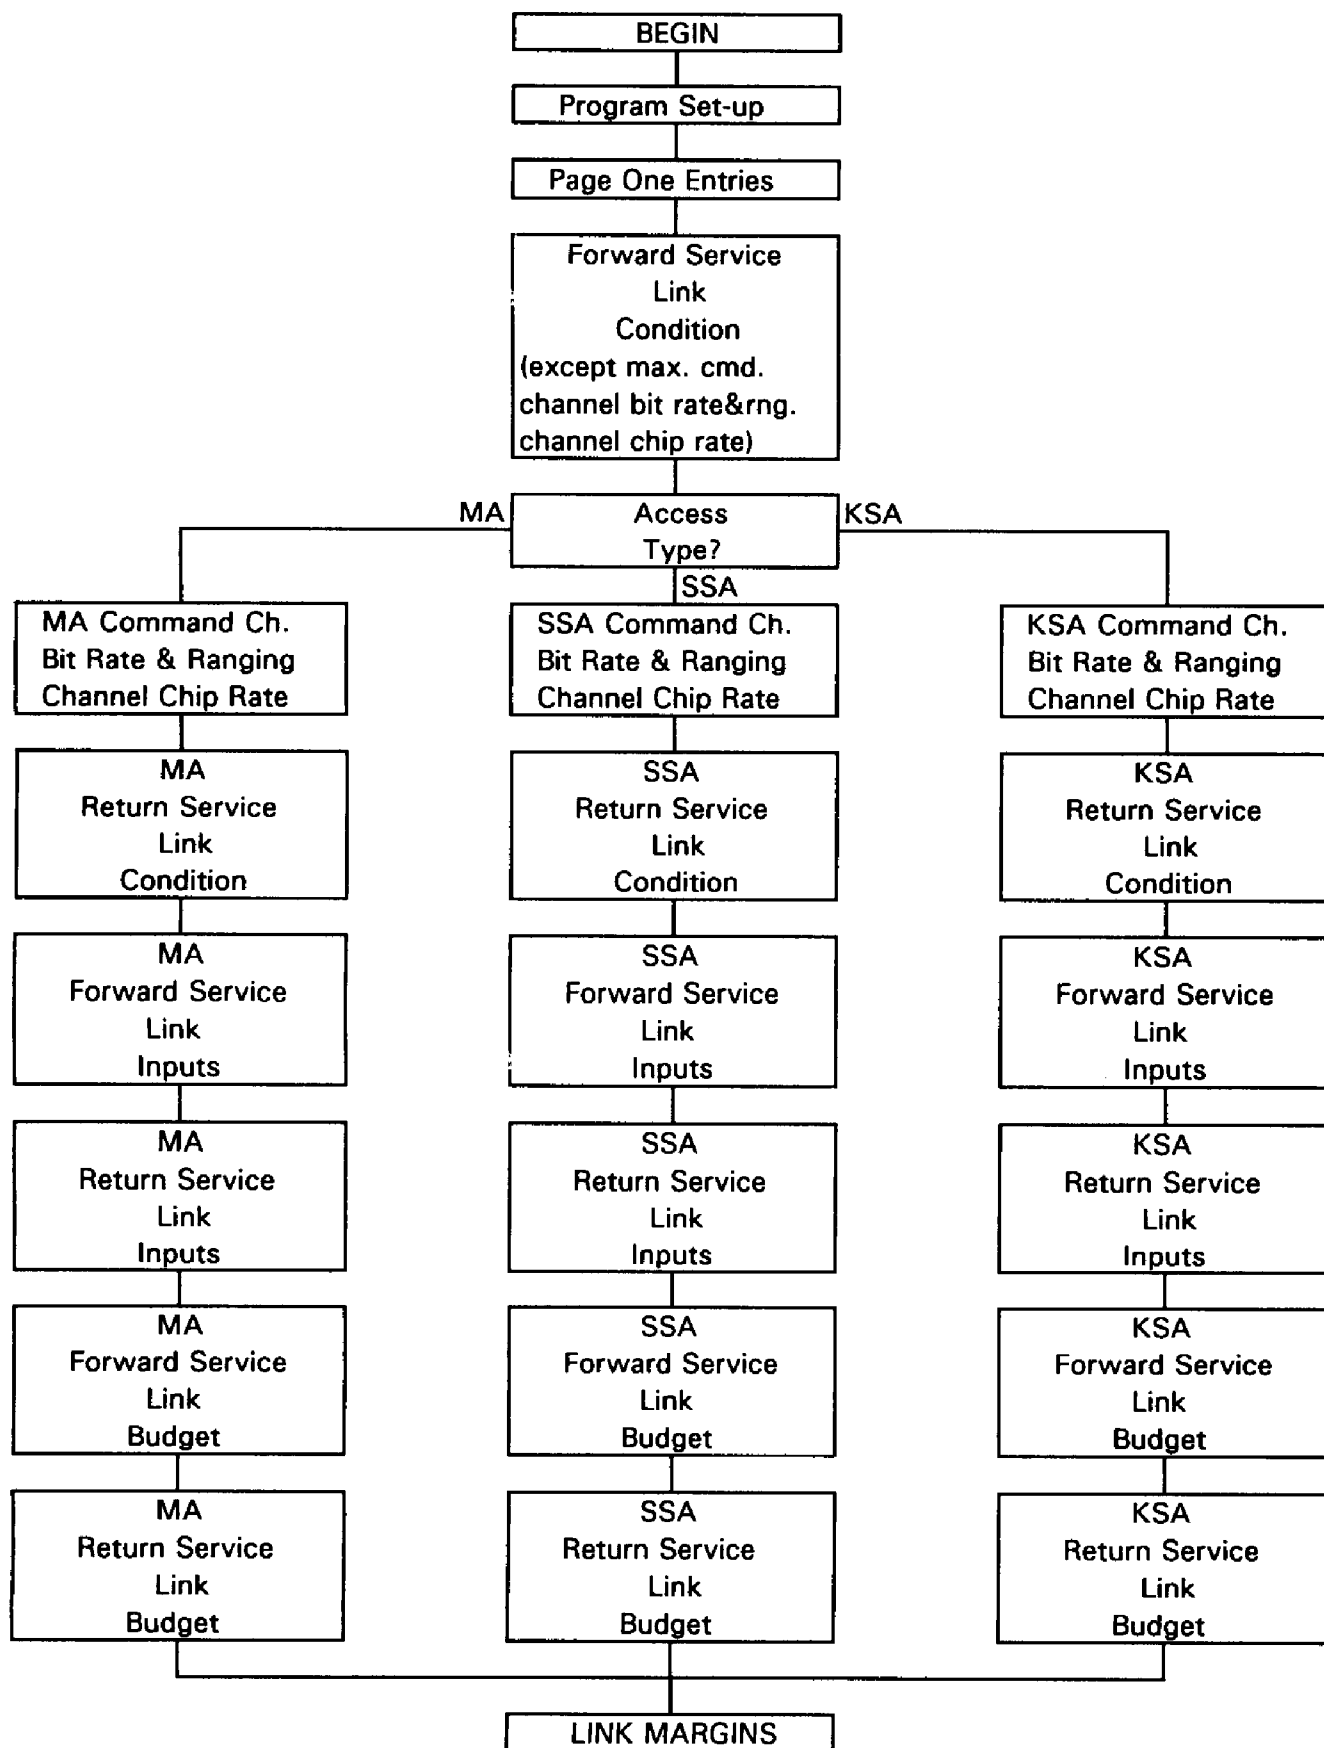 BEGIN
Program Set-up
Page One Entries
Forward Service
Link
Condition
(except max. cmd.
channel bit rate&rng.
channel chip rate)
MA
Access
Type?
KSA
SSA
MA Command Ch.
Bit Rate & Ranging
Channel Chip Rate
MA
Return Service
Link
Condition
MA
Forward Service
Link
Inputs
MA
Return Service
Link
Inputs
MA
Forward Service
Link
Budget
MA
Return Service
Link
Budget
SSA Command Ch.
Bit Rate & Ranging
Channel Chip Rate
SSA
Return Service
Link
Condition
SSA
Forward Service
Link
Inputs
SSA
Return Service
Link
Inputs
SSA
Forward Service
Link
Budget
SSA
Return Service
Link
Budget
KSA Command Ch.
Bit Rate & Ranging
Channel Chip Rate
KSA
Return Service
Link
Condition
KSA
Forward Service
Link
Inputs
KSA
Return Service
Link
Inputs
KSA
Forward Service
Link
Budget
KSA
Return Service
Link
Budget
LINK MARGINS